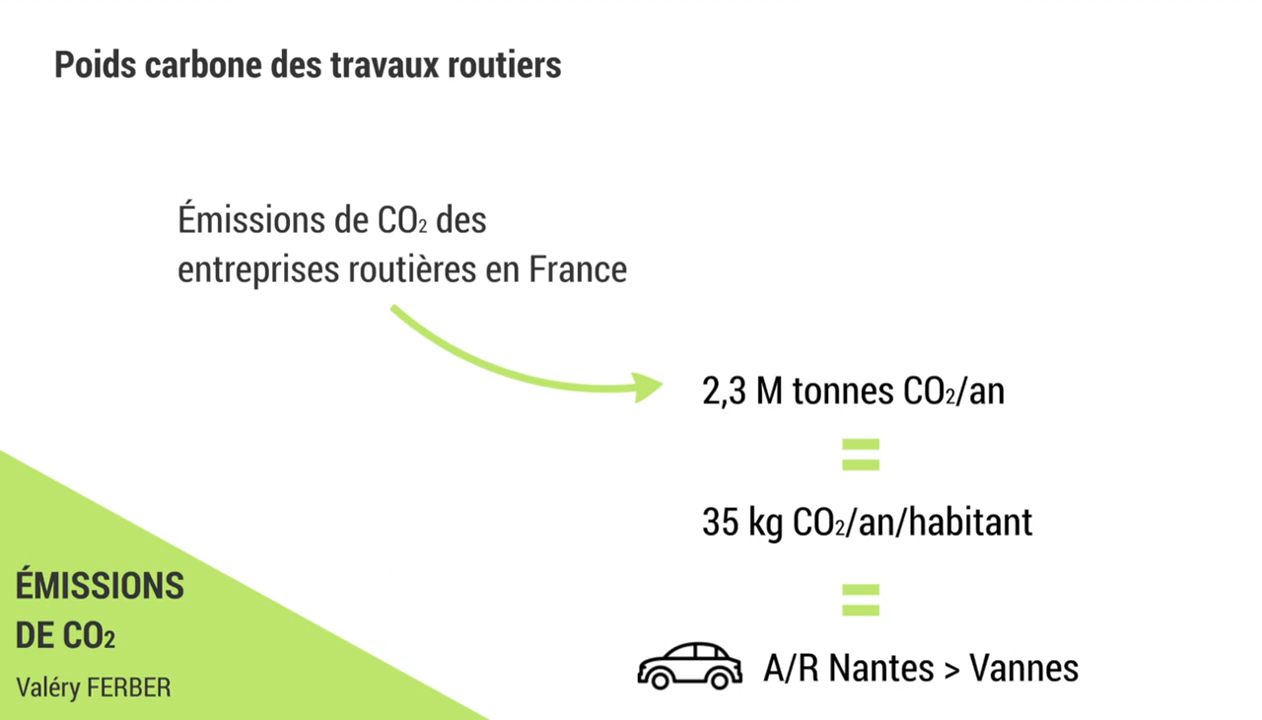 Poids carbone des travaux routiers
Émissions de CO₂ des
entreprises routières en France
2,3 M tonnes CO₂/an
=
35 kg CO₂/an/habitant
=
A/R Nantes > Vannes
ÉMISSIONS
DE CO₂
Valéry FERBER